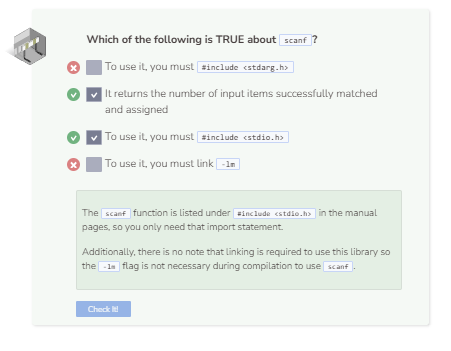 Which of the following is TRUE about scanf?
To use it, you must #include <stdarg.h>
It returns the number of input items successfully matched
and assigned
To use it, you must #include <stdio.h>
To use it, you must link -lm
The scanf function is listed under #include <stdio.h> in the manual
pages, so you only need that import statement.
Additionally, there is no note that linking is required to use this library so
the -lm flag is not necessary during compilation to use scanf.
Check It!